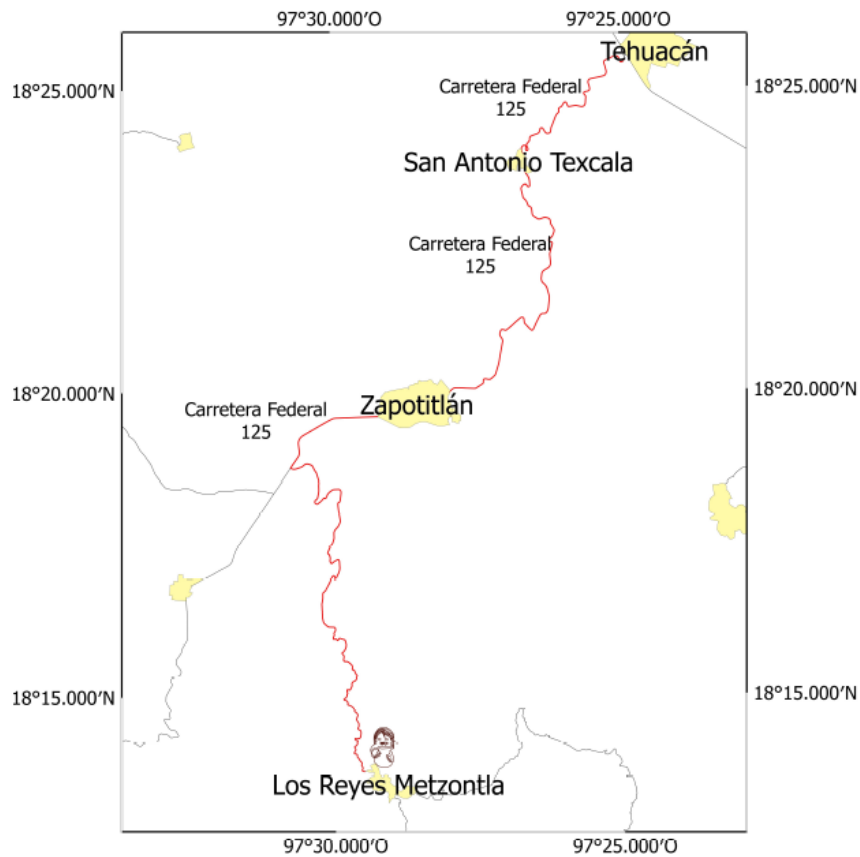 97°30.000′O 97°25.000′O
Tehuacán
18°25.000′N
18°25.000′N
Carretera Federal
125
San Antonio Texcala
Carretera Federal
125
18°20.000′N
18°20.000′N
Zapotitlán
Carretera Federal
125
18°15.000′N
18°15.000′N
Los Reyes Metzontla
97°30.000′O 97°25.000′O